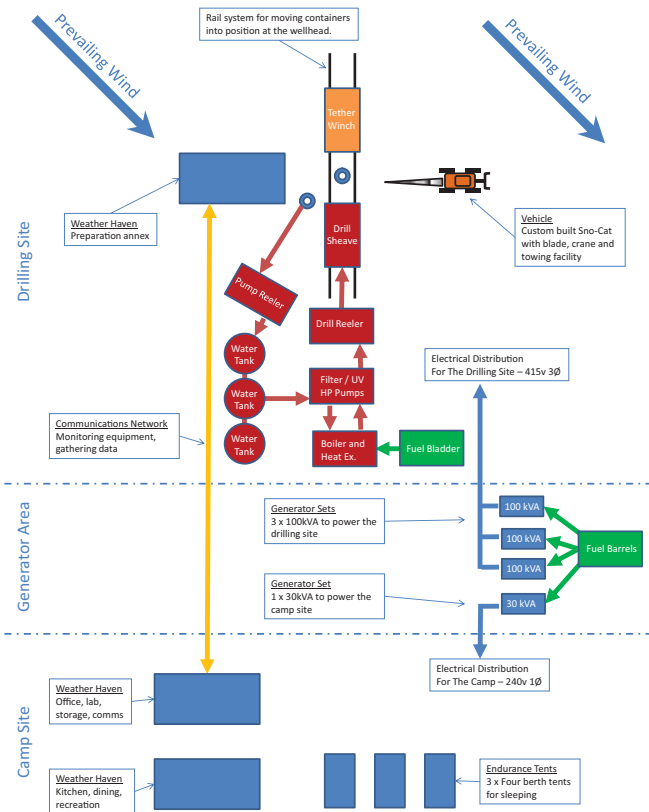 Prevailing Wind
Rail system for moving containers
into position at the wellhead.
Prevailing Wind
Tether
Winch
Weather Haven
Preparation annex
Drill
Sheave
Vehicle
Custom built Sno-Cat
with blade, crane and
towing facility
Drilling Site
Pump Reeler
Drill Reeler
Water
Tank
Electrical Distribution
For The Drilling Site – 415v 3Ø
Water
Tank
Filter / UV
HP Pumps
Communications Network
Monitoring equipment,
gathering data
Water
Tank
Boiler and
Heat Ex.
Fuel Bladder
Generator Area
Generator Sets
3 x 100kVA to power the
drilling site
100 kVA
100 kVA
100 kVA
Fuel Barrels
Generator Set
1 x 30kVA to power the
camp site
30 kVA
Camp Site
Electrical Distribution
For The Camp – 240v 1Ø
Weather Haven
Office, lab,
storage, comms
Weather Haven
Kitchen, dining,
recreation
Endurance Tents
3 x Four berth tents
for sleeping